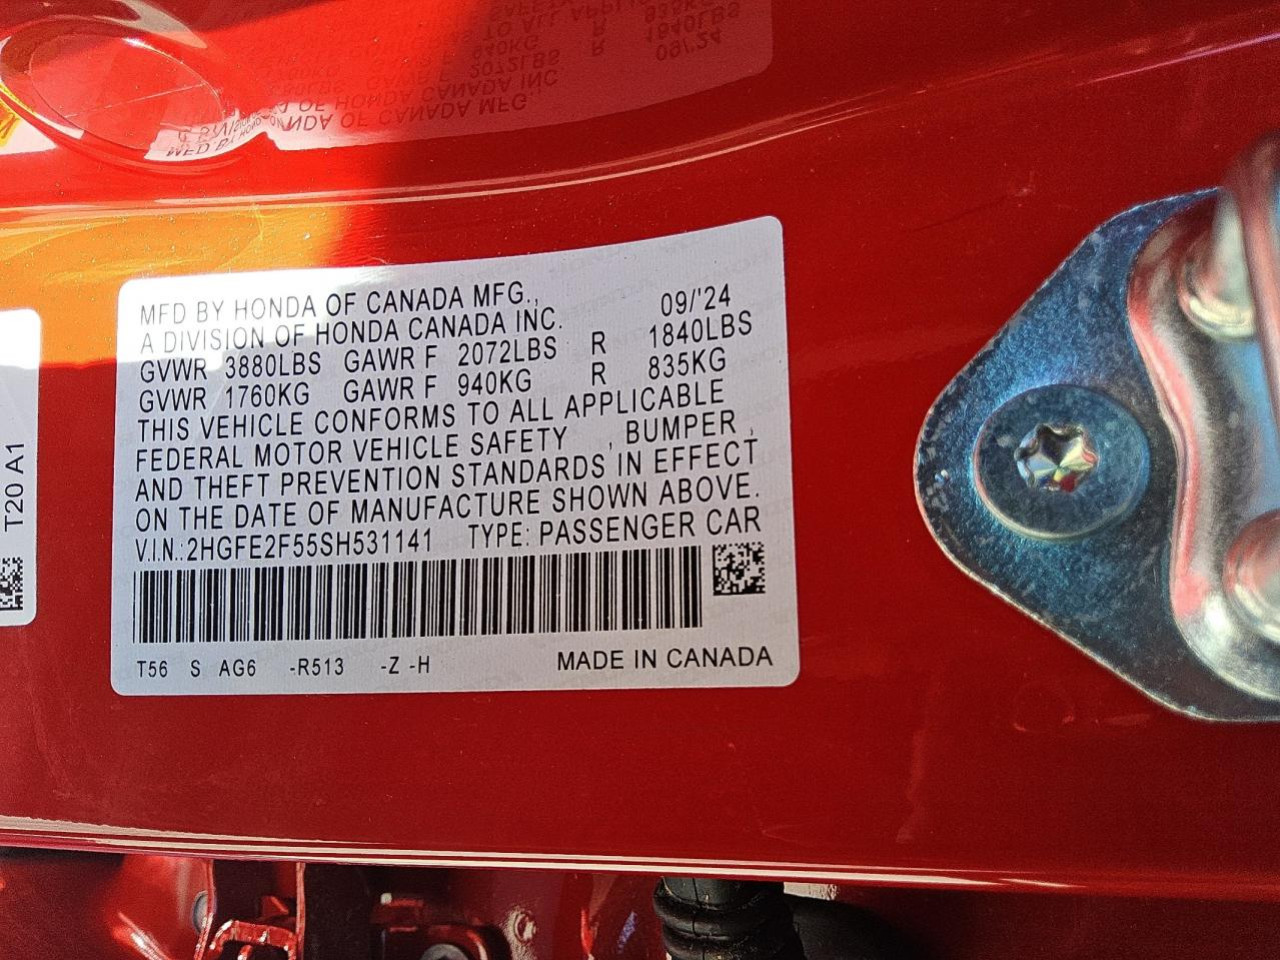 MFD BY HONDA OF CANADA MFG., 09/'24
A DIVISION OF HONDA CANADA INC.
GVWR 3880LBS GAWR F 2072LBS R 1840LBS
GVWR 1760KG GAWR F 940KG R 835KG
THIS VEHICLE CONFORMS TO ALL APPLICABLE
FEDERAL MOTOR VEHICLE SAFETY , BUMPER ,
AND THEFT PREVENTION STANDARDS IN EFFECT
ON THE DATE OF MANUFACTURE SHOWN ABOVE.
V.I.N.:2HGFE2F55SH531141 TYPE: PASSENGER CAR
T56 S AG6 -R513 -Z -H MADE IN CANADA
T20 A1